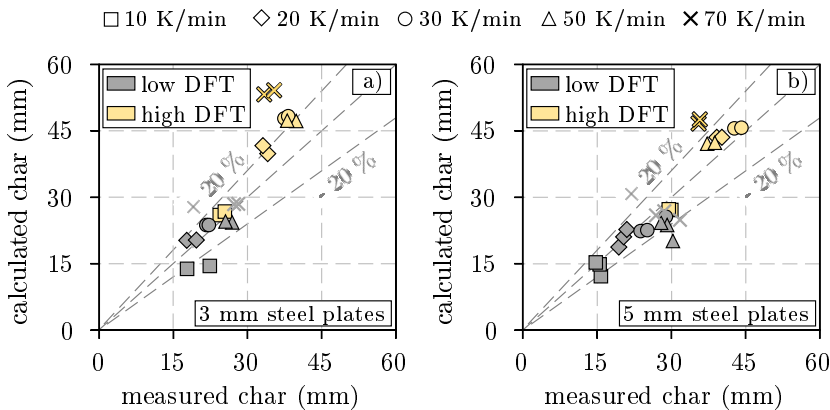 10 K/min 20 K/min 30 K/min 50 K/min 70 K/min
a)
low DFT
high DFT
20 %
- 20 %
3 mm steel plates
calculated char (mm)
60
45
30
15
0
0 15 30 45 60
measured char (mm)
b)
low DFT
high DFT
20 %
- 20 %
5 mm steel plates
calculated char (mm)
60
45
30
15
0
0 15 30 45 60
measured char (mm)